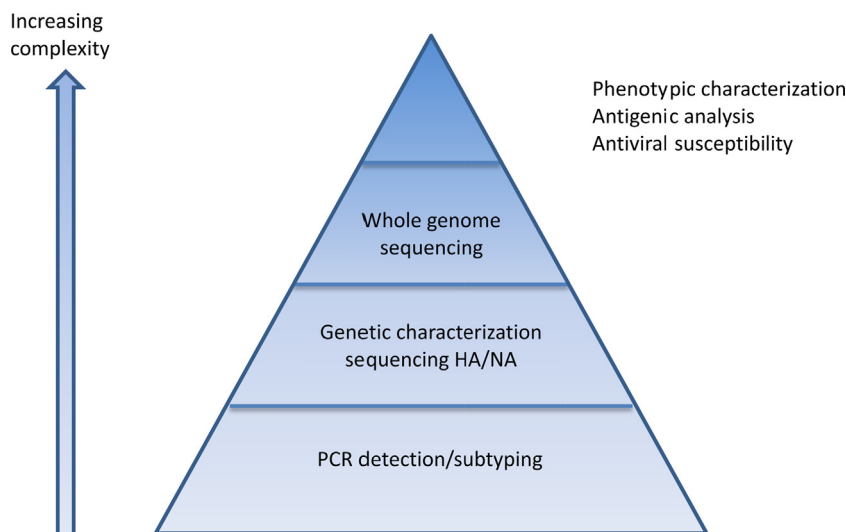 Increasing
complexity
Phenotypic characterization
Antigenic analysis
Antiviral susceptibility
Whole genome
sequencing
Genetic characterization
sequencing HA/NA
PCR detection/subtyping